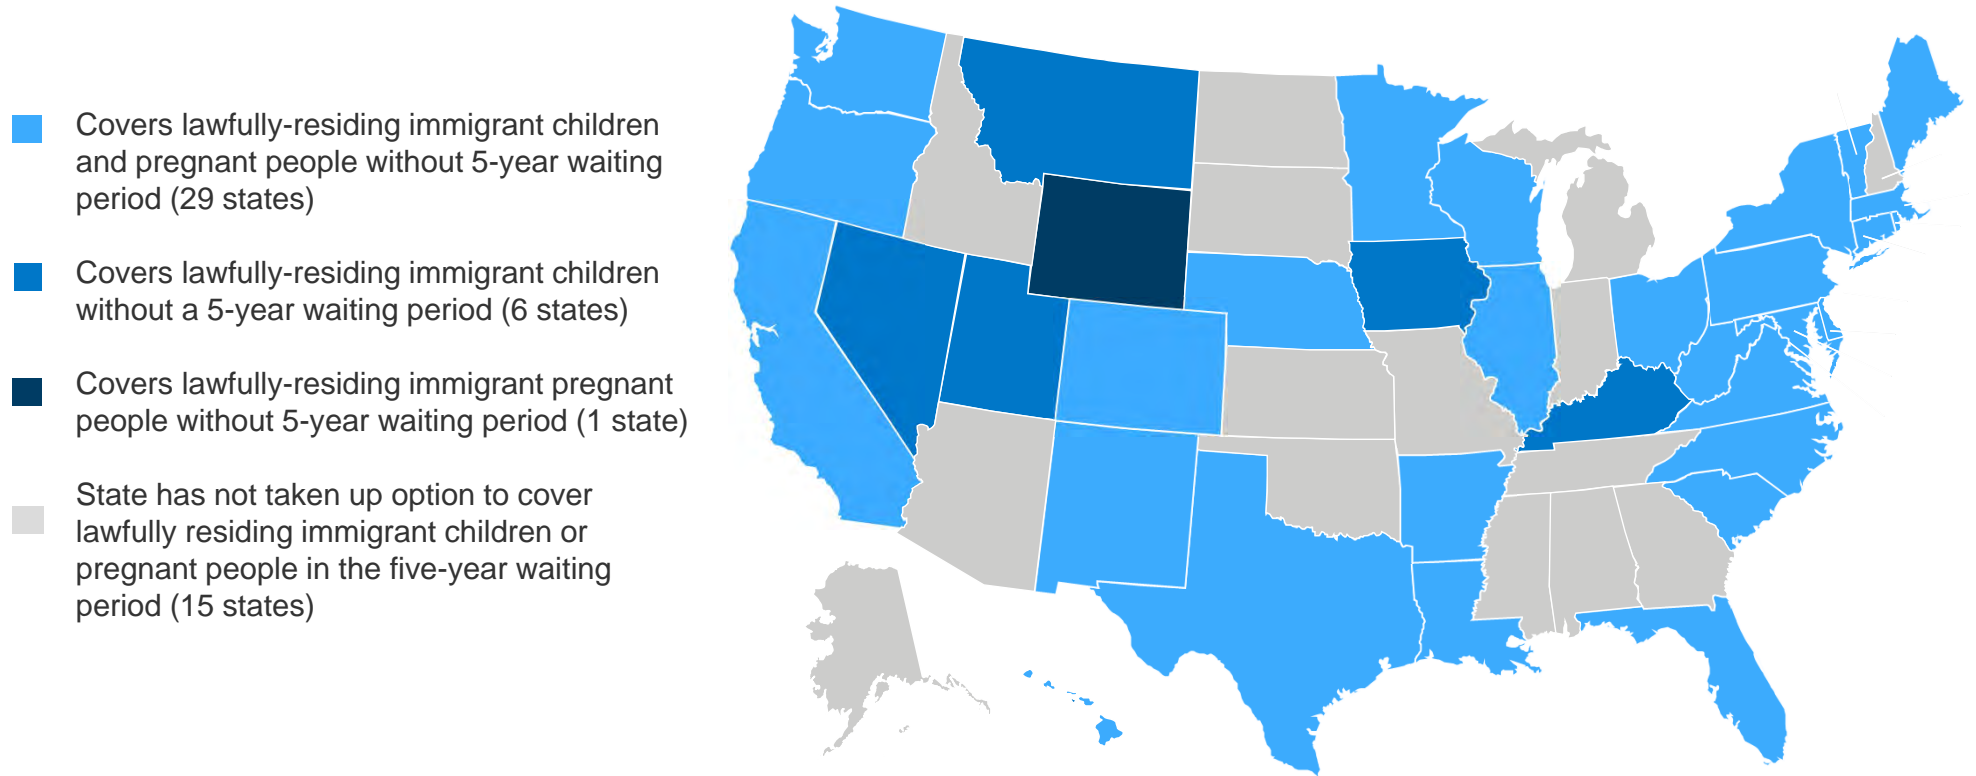 Covers lawfully-residing immigrant children
and pregnant people without 5-year waiting
period (29 states)
Covers lawfully-residing immigrant children
without a 5-year waiting period (6 states)
Covers lawfully-residing immigrant pregnant
people without 5-year waiting period (1 state)
State has not taken up option to cover
lawfully residing immigrant children or
pregnant people in the five-year waiting
period (15 states)